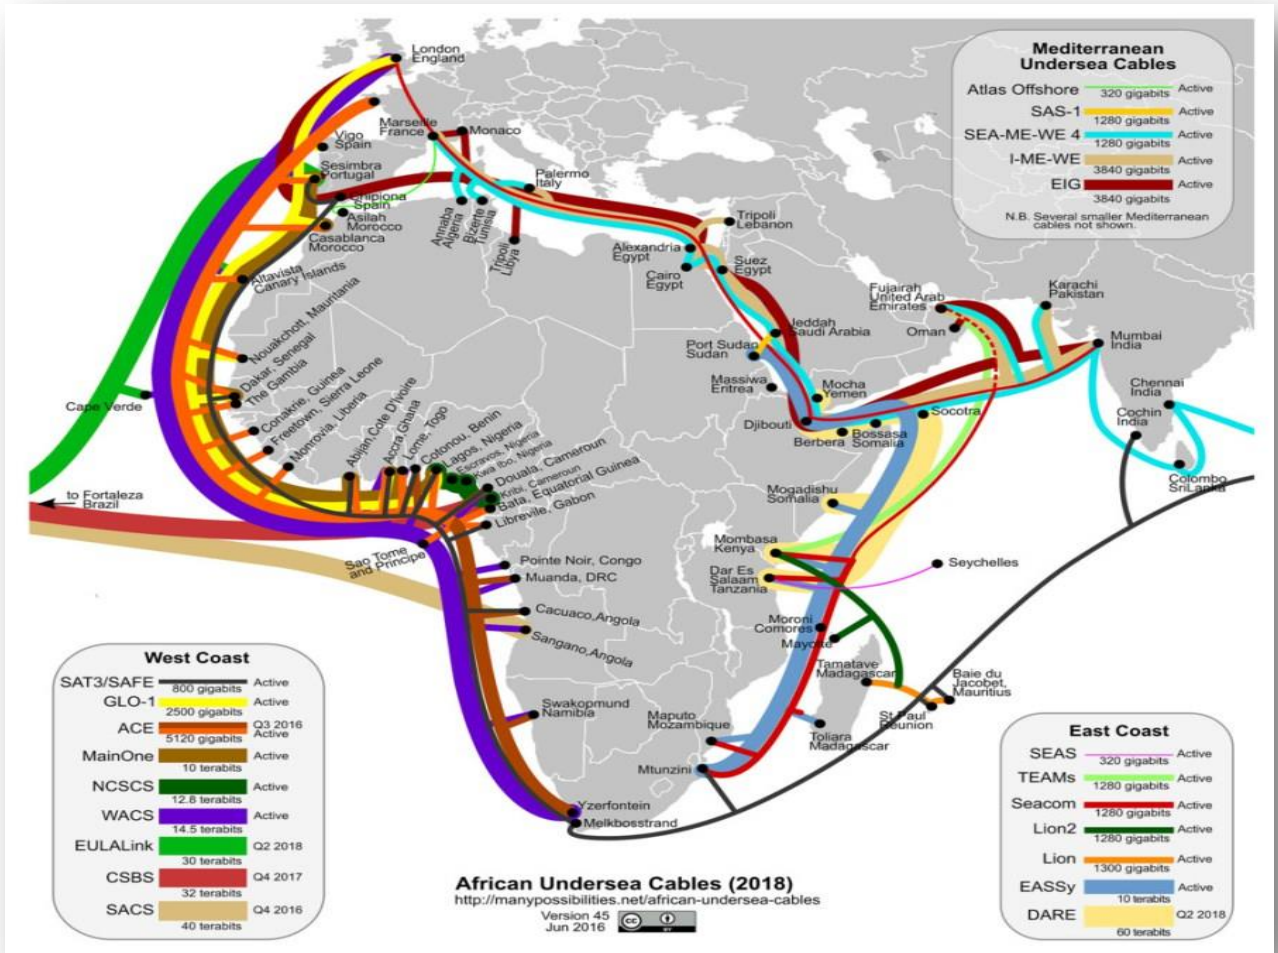 London
England
Vigo
Spain
Sesimbra
Portugal
Marseille
France
Monaco
Chipiona
Spain
Asilah
Morocco
Casablanca
Morocco
Palermo
Italy
Annaba
Algeria
Bizerte
Tunisia
Tripoli
Libya
Tripoli
Lebanon
Alexandria
Egypt
Cairo
Egypt
Suez
Egypt
Altavista
Canary Islands
Nouakchott, Mauritania
Dakar, Senegal
The Gambia
Conakrie, Guinea
Freetown, Sierra Leone
Monrovia, Liberia
Abijan,Cote D'Ivoire
Accra,Ghana
Lome, Togo
Cotonou, Benin
Lagos, Nigeria
Escravos, Nigeria
Kwa Ibo, Nigeria
Douala, Cameroun
Kribi, Cameroun
Bata, Equatorial Guinea
Libreville, Gabon
Cape Verde
to Fortaleza
Brazil
Sao Tome
and Principe
Pointe Noir, Congo
Muanda, DRC
Cacuaco,Angola
Sangano,Angola
Swakopmund
Namibia
Yzerfontein
Melkbosstrand
Jeddah
Saudi Arabia
Port Sudan
Sudan
Massiwa
Eritrea
Mocha
Yemen
Djibouti
Berbera
Bossasa
Somalia
Socotra
Fujairah
United Arab
Emirates
Oman
Karachi
Pakistan
Mumbai
India
Chennai
India
Cochin
India
Colombo
SriLanka
Mogadishu
Somalia
Mombasa
Kenya
Dar Es
Salaam
Tanzania
Seychelles
Moroni
Comores
Mayotte
Tamatave
Madagascar
Baie du
Jacobet,
Mauritius
St Paul
Reunion
Toliara
Madagascar
Maputo
Mozambique
Mtunzini
Mediterranean
Undersea Cables
Atlas Offshore 320 gigabits Active
SAS-1 1280 gigabits Active
SEA-ME-WE 4 1280 gigabits Active
I-ME-WE 3840 gigabits Active
EIG 3840 gigabits Active
N.B. Several smaller Mediterranean
cables not shown.
West Coast
SAT3/SAFE 800 gigabits Active
GLO-1 2500 gigabits Active
ACE 5120 gigabits Q3 2016 Active
MainOne 10 terabits Active
NCSCS 12.8 terabits Active
WACS 14.5 terabits Active
EULALink 30 terabits Q2 2018
CSBS 32 terabits Q4 2017
SACS 40 terabits Q4 2016
East Coast
SEAS 320 gigabits Active
TEAMs 1280 gigabits Active
Seacom 1280 gigabits Active
Lion2 1280 gigabits Active
Lion 1300 gigabits Active
EASSy 10 terabits Active
DARE 60 terabits Q2 2018
African Undersea Cables (2018)
http://manypossibilities.net/african-undersea-cables
Version 45
Jun 2016
cc
BY